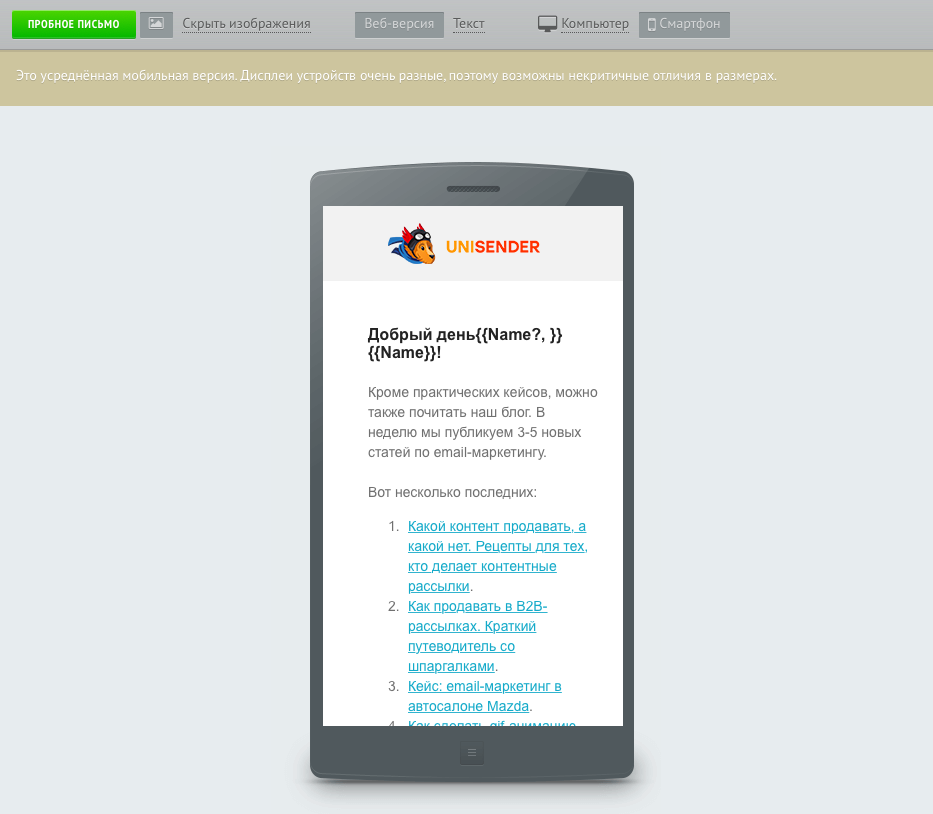 ПРОБНОЕ ПИСЬМО Скрыть изображения Веб-версия Текст Компьютер Смартфон
Это усреднённая мобильная версия. Дисплеи устройств очень разные, поэтому возможны некритичные отличия в размерах.
UNISENDER
Добрый день{{Name?, }}
{{Name}}!
Кроме практических кейсов, можно
также почитать наш блог. В
неделю мы публикуем 3-5 новых
статей по email-маркетингу.
Вот несколько последних:
1. Какой контент продавать, а
какой нет. Рецепты для тех,
кто делает контентные
рассылки.
2. Как продавать в B2B-
рассылках. Краткий
путеводитель со
шпаргалками.
3. Кейс: email-маркетинг в
автосалоне Mazda.
4. Как сделать gif-анимацию